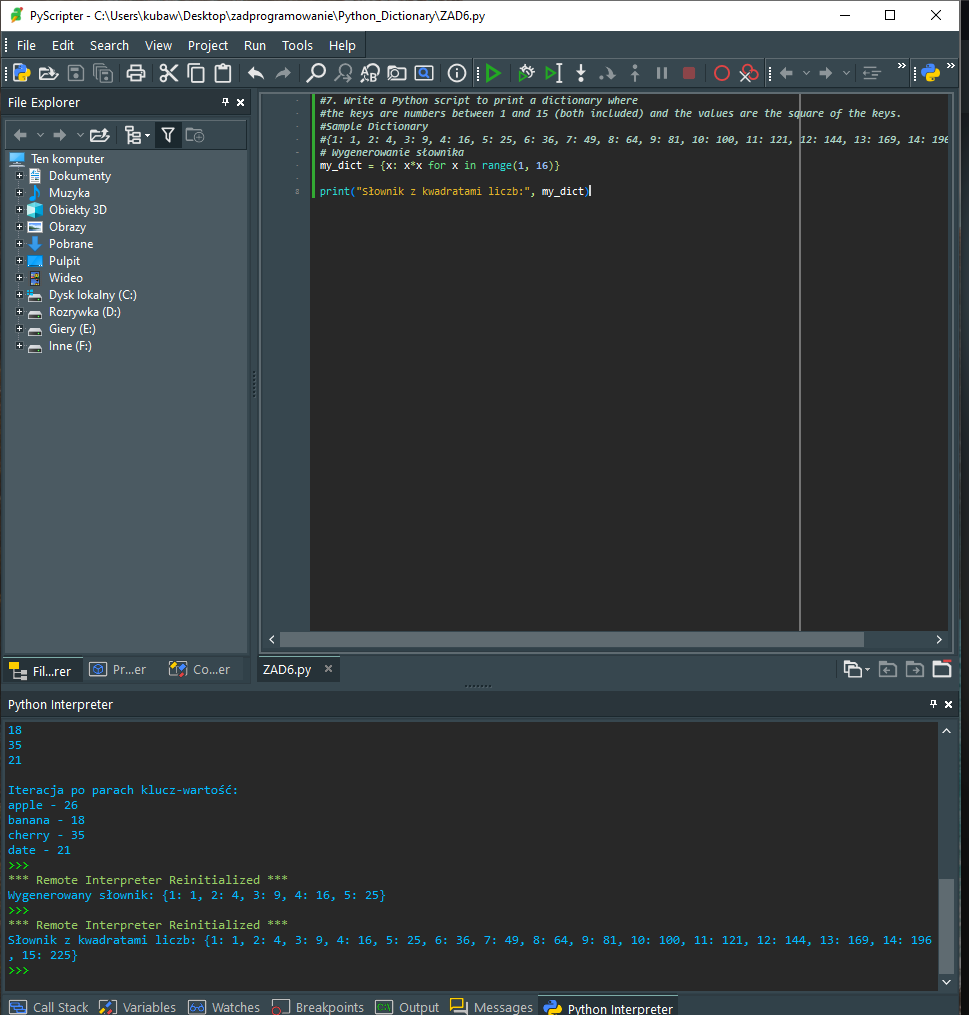 PyScripter - C:\Users\kubaw\Desktop\zadprogramowanie\Python_Dictionary\ZAD6.py
File Edit Search View Project Run Tools Help
File Explorer
Ten komputer
Dokumenty
Muzyka
Obiekty 3D
Obrazy
Pobrane
Pulpit
Wideo
Dysk lokalny (C:)
Rozrywka (D:)
Giery (E:)
Inne (F:)
Fil...rer Pr...er Co...er
#7. Write a Python script to print a dictionary where
#the keys are numbers between 1 and 15 (both included) and the values are the square of the keys.
#Sample Dictionary
#{1: 1, 2: 4, 3: 9, 4: 16, 5: 25, 6: 36, 7: 49, 8: 64, 9: 81, 10: 100, 11: 121, 12: 144, 13: 169, 14: 196
# Wygenerowanie słownika
my_dict = {x: x*x for x in range(1, 16)}
8 print("Słownik z kwadratami liczb:", my_dict)
ZAD6.py
Python Interpreter
18
35
21
Iteracja po parach klucz-wartość:
apple - 26
banana - 18
cherry - 35
date - 21
>>>
*** Remote Interpreter Reinitialized ***
Wygenerowany słownik: {1: 1, 2: 4, 3: 9, 4: 16, 5: 25}
>>>
*** Remote Interpreter Reinitialized ***
Słownik z kwadratami liczb: {1: 1, 2: 4, 3: 9, 4: 16, 5: 25, 6: 36, 7: 49, 8: 64, 9: 81, 10: 100, 11: 121, 12: 144, 13: 169, 14: 196
, 15: 225}
>>>
Call Stack Variables Watches Breakpoints Output Messages Python Interpreter